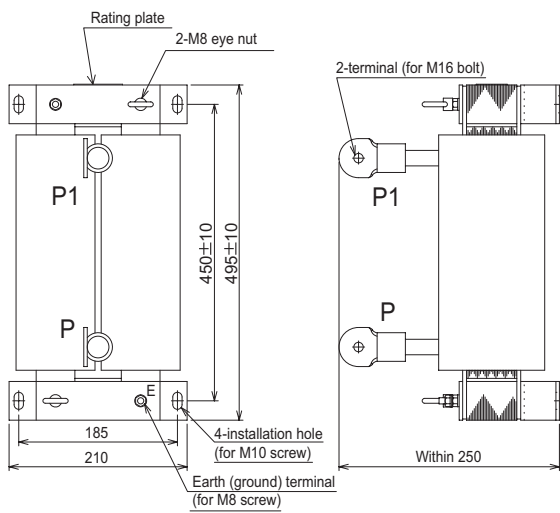 Rating plate
2-M8 eye nut
2-terminal (for M16 bolt)
P1
P1
450±10
495±10
P
P
E
185
4-installation hole
(for M10 screw)
210
Within 250
Earth (ground) terminal
(for M8 screw)